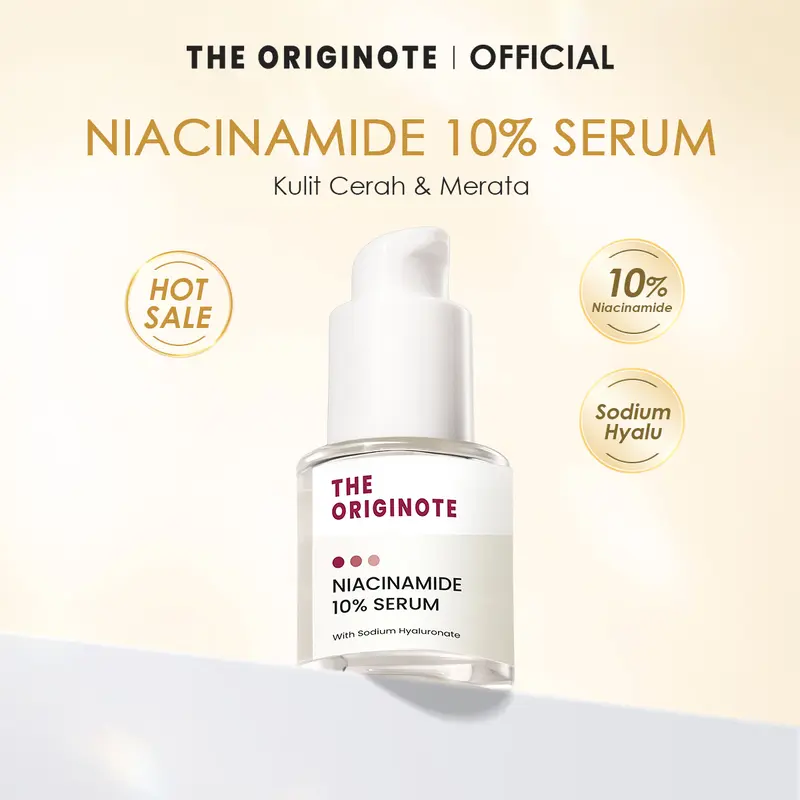 THE ORIGINOTE | OFFICIAL
NIACINAMIDE 10% SERUM
Kulit Cerah & Merata
HOT
SALE
10%
Niacinamide
Sodium
Hyalu
THE
ORIGINOTE
NIACINAMIDE
10% SERUM
With Sodium Hyaluronate